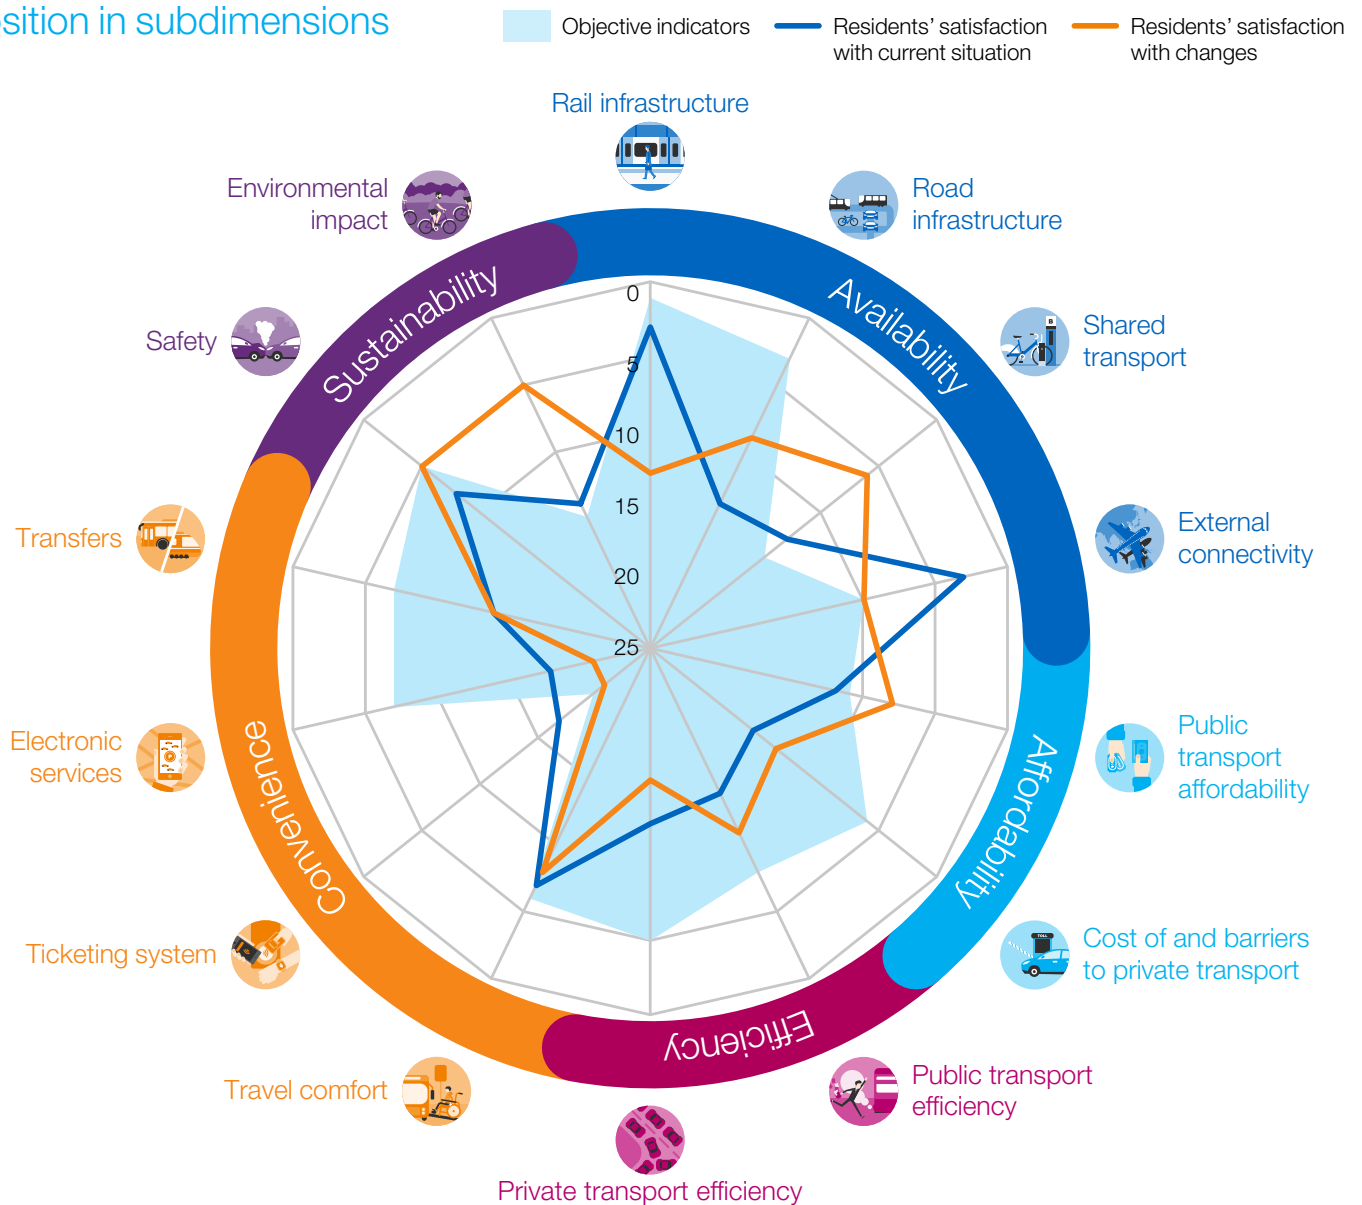 sition in subdimensions
Objective indicators
Residents’ satisfaction
with current situation
Residents’ satisfaction
with changes
Rail infrastructure
Road
infrastructure
Shared
transport
External
connectivity
Public
transport
affordability
Cost of and barriers
to private transport
Public transport
efficiency
Private transport efficiency
Travel comfort
Ticketing system
Electronic
services
Transfers
Safety
Environmental
impact
Availability
Affordability
Efficiency
Convenience
Sustainability
0
5
10
15
20
25
B
TOLL